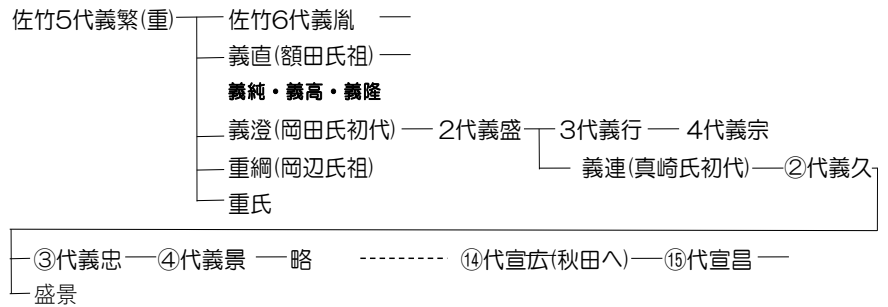 佐竹5代義繁(重) 佐竹6代義胤
義直(額田氏祖)
義純・義高・義隆
義澄(岡田氏初代) 2代義盛 3代義行 4代義宗
重綱(岡辺氏祖) 義連(真崎氏初代) ②代義久
重氏
③代義忠 ④代義景 略 ⑭代宣広(秋田へ) ⑮代宣昌
盛景